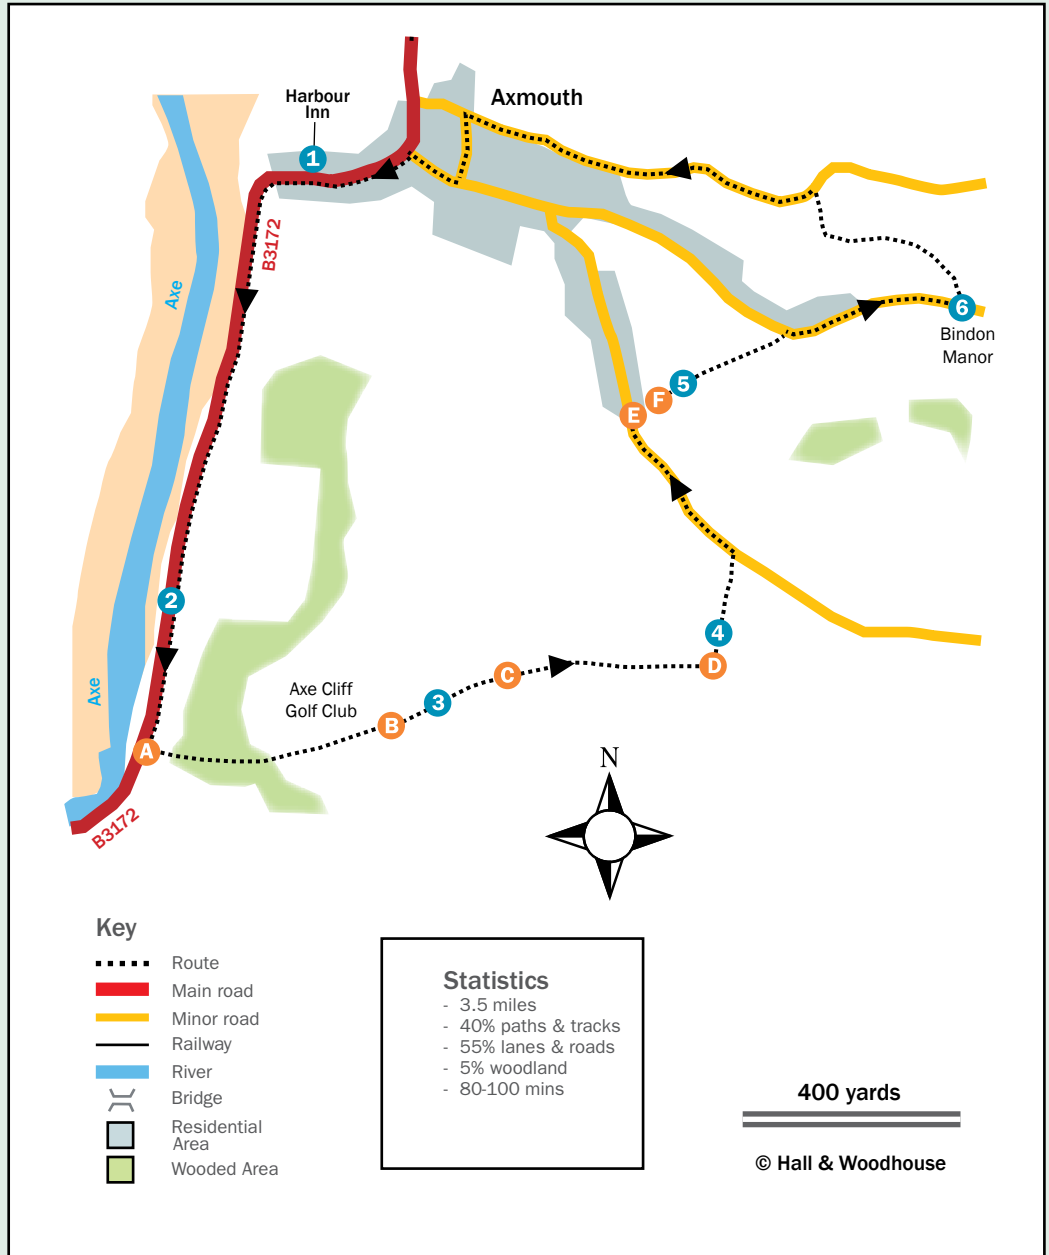 Harbour
Inn
Axmouth
1
B3172
Axe
6
Bindon
Manor
5
F
E
2
4
D
C
Axe Cliff
Golf Club
3
B
Axe
A
B3172
N
Key
Route
Main road
Minor road
Railway
River
Bridge
Residential
Area
Wooded Area
Statistics
- 3.5 miles
- 40% paths & tracks
- 55% lanes & roads
- 5% woodland
- 80-100 mins
400 yards
© Hall & Woodhouse